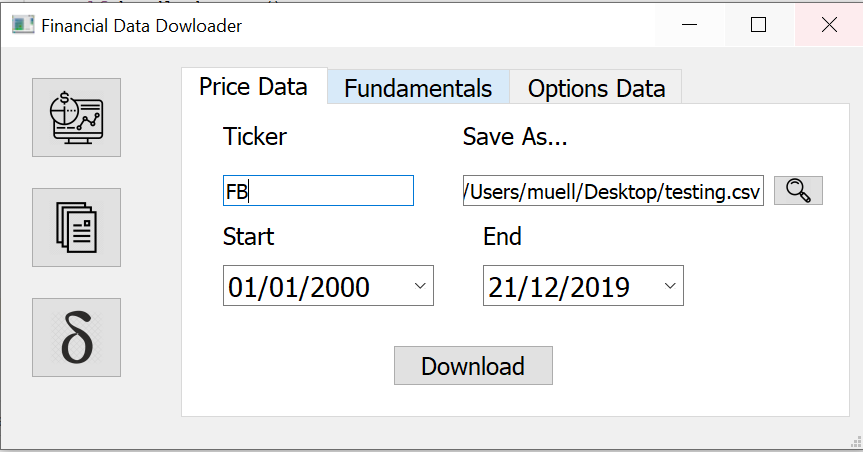 Financial Data Dowloader
Price Data Fundamentals Options Data
Ticker Save As...
FB /Users/muell/Desktop/testing.csv
Start End
01/01/2000 21/12/2019
Download
$
δ